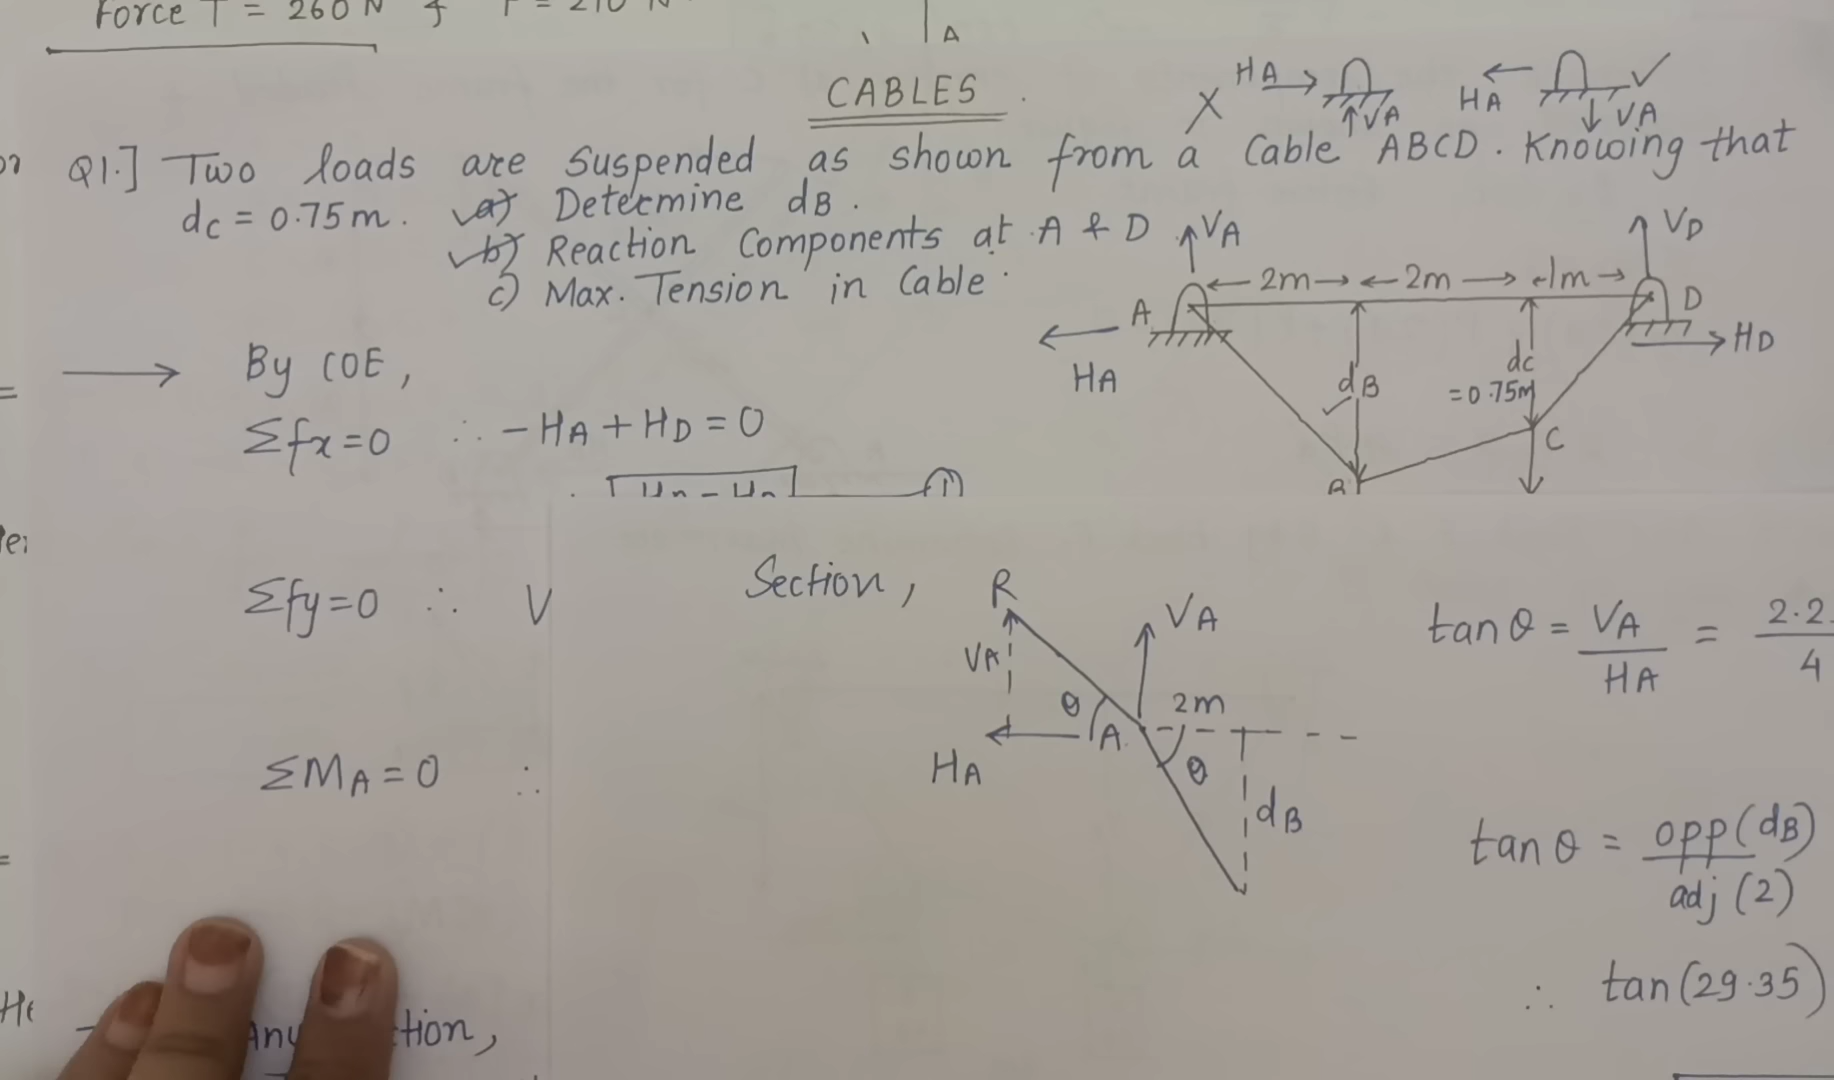 Force T = 260 N &
A
CABLES
X HA VA HA VA
Q1.] Two loads are suspended as shown from a Cable ABCD. Knowing that
dc = 0.75m. a) Determine dB.
b) Reaction Components at A & D
c) Max. Tension in Cable.
VA VD
2m 2m 1m
A D
HA HD
dB dc
= 0.75m
C
B
By COE,
Σfx=0 ∴ -HA + HD = 0
Σfy=0 ∴ V
ΣMA = 0 ∴
Section,
R
VA
VA
θ 2m
A
HA θ
dB
tan θ = VA / HA = 2.2 / 4
tan θ = opp(dB) / adj (2)
∴ tan(29.35)